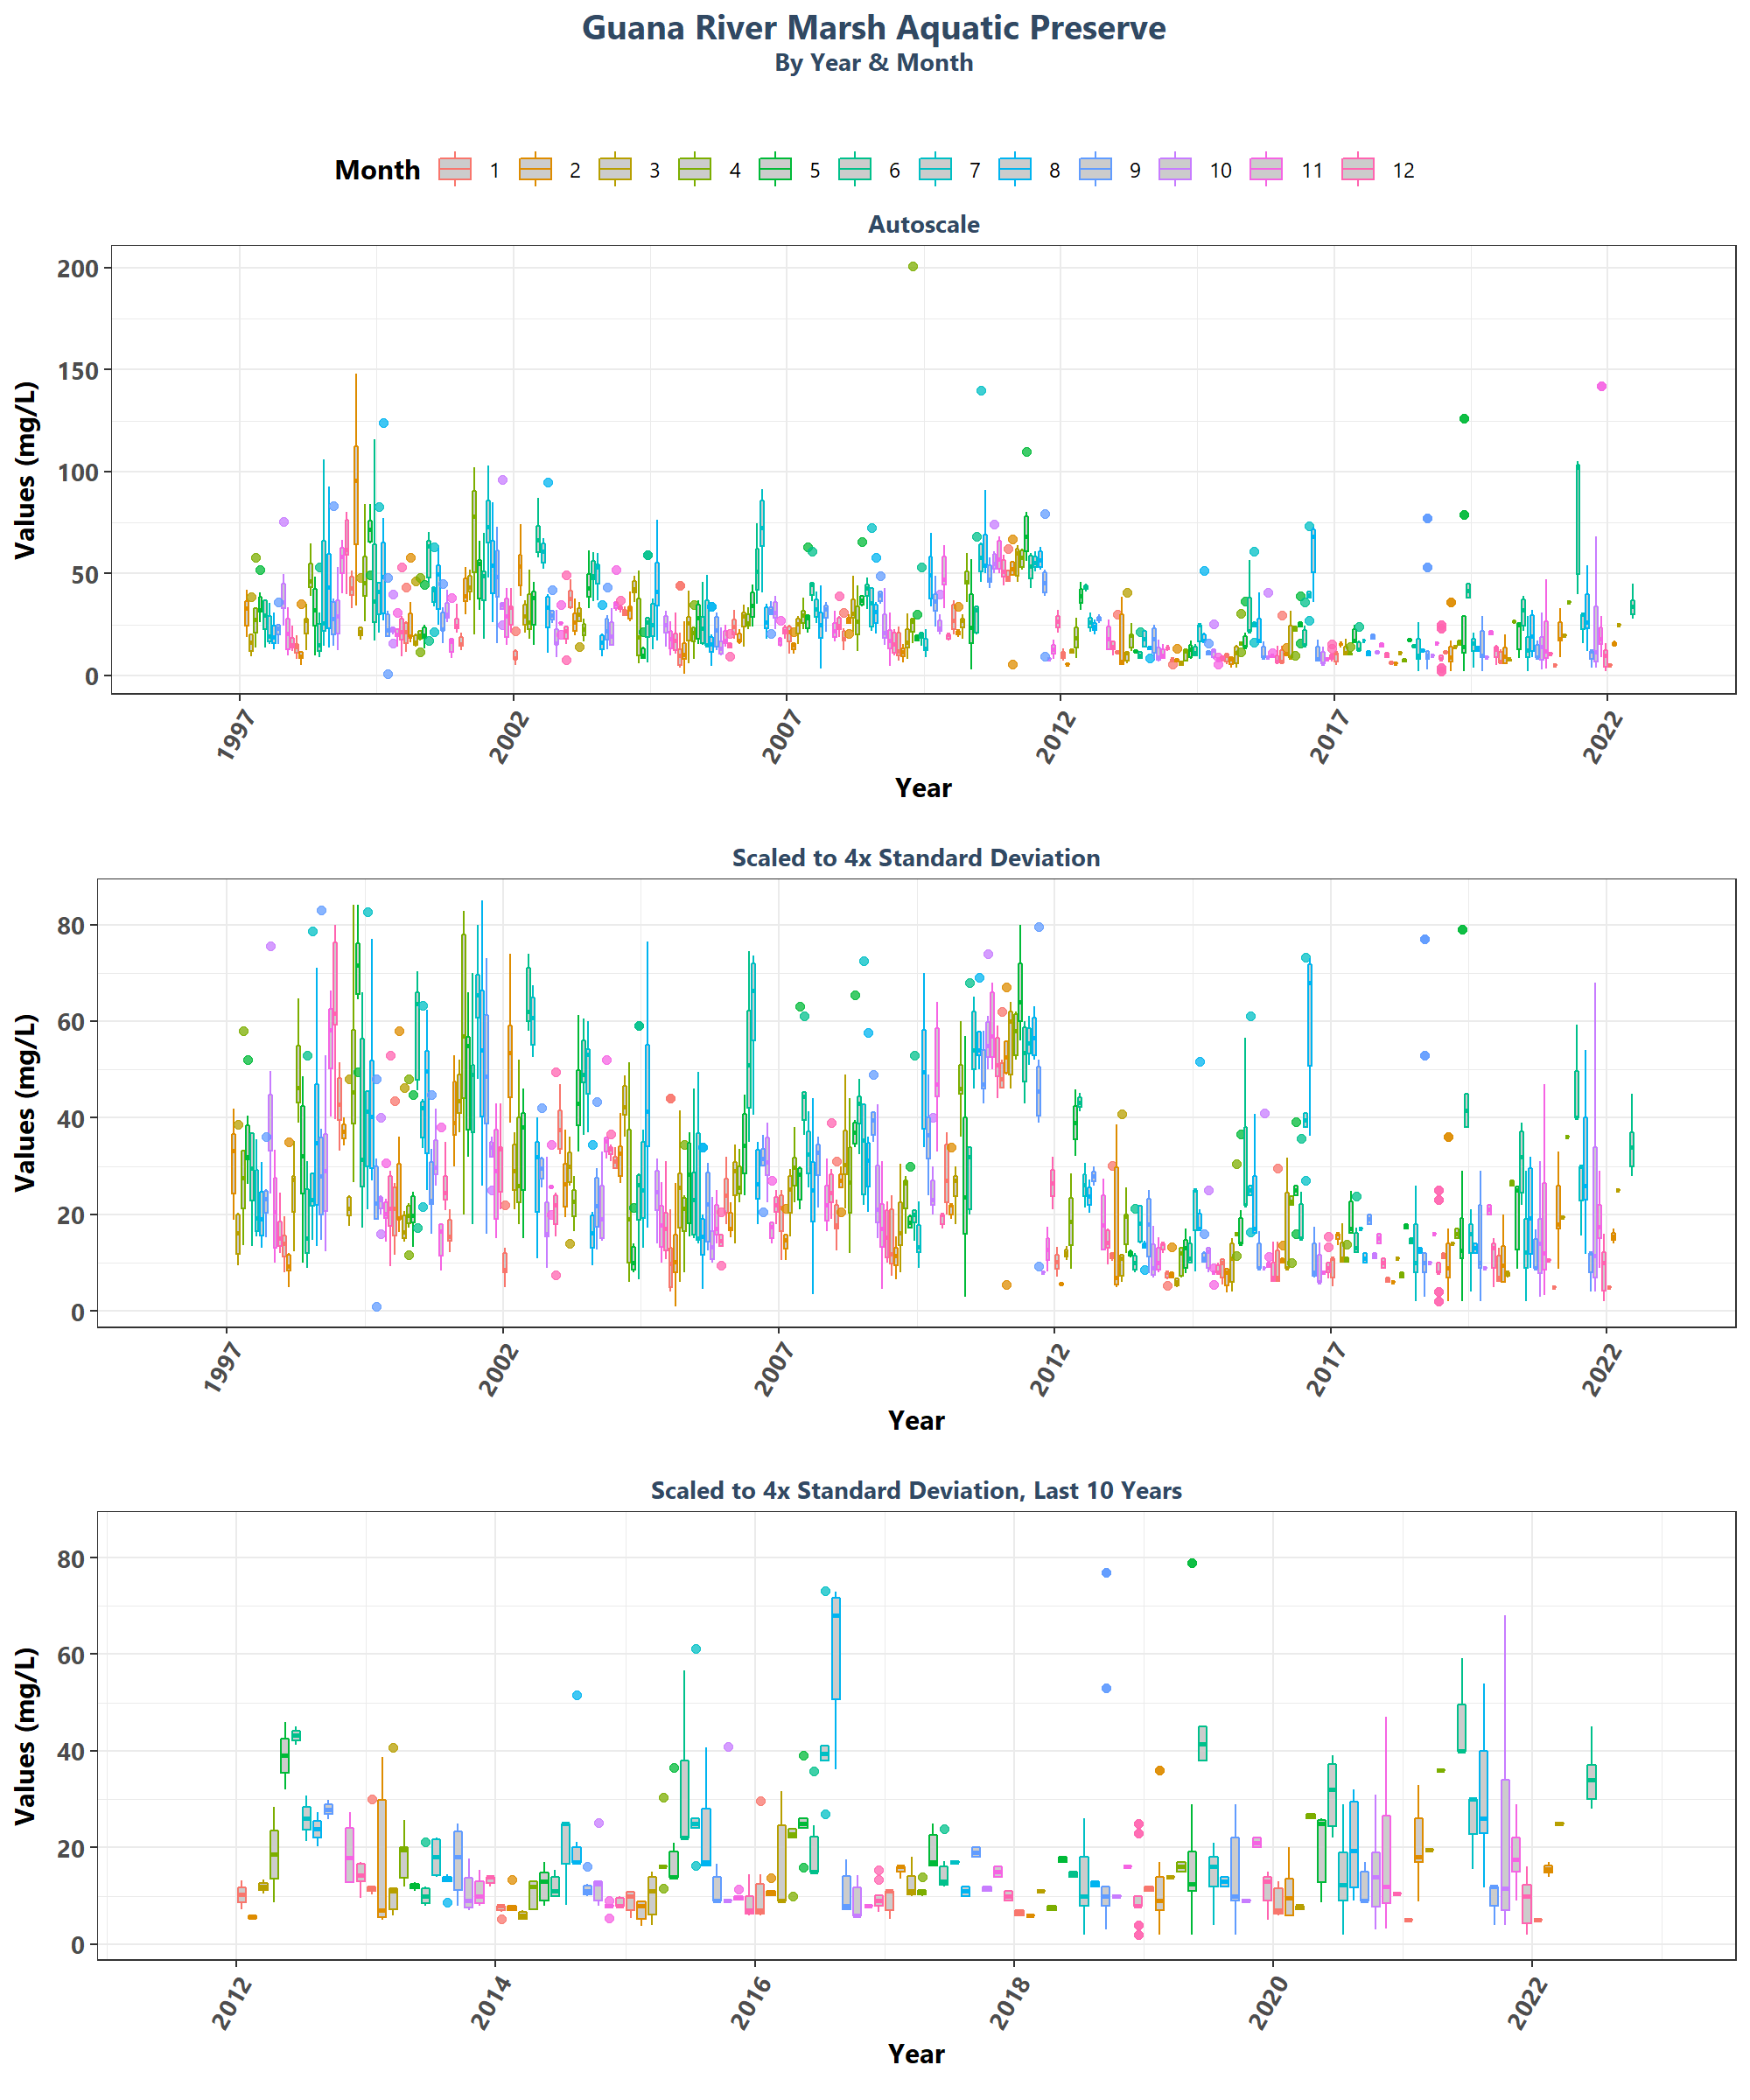 Guana River Marsh Aquatic Preserve
By Year & Month
Month 1 2 3 4 5 6 7 8 9 10 11 12
Autoscale
Values (mg/L)
200
150
100
50
0
1997 2002 2007 2012 2017 2022
Year
Scaled to 4x Standard Deviation
Values (mg/L)
80
60
40
20
0
1997 2002 2007 2012 2017 2022
Year
Scaled to 4x Standard Deviation, Last 10 Years
Values (mg/L)
80
60
40
20
0
2012 2014 2016 2018 2020 2022
Year